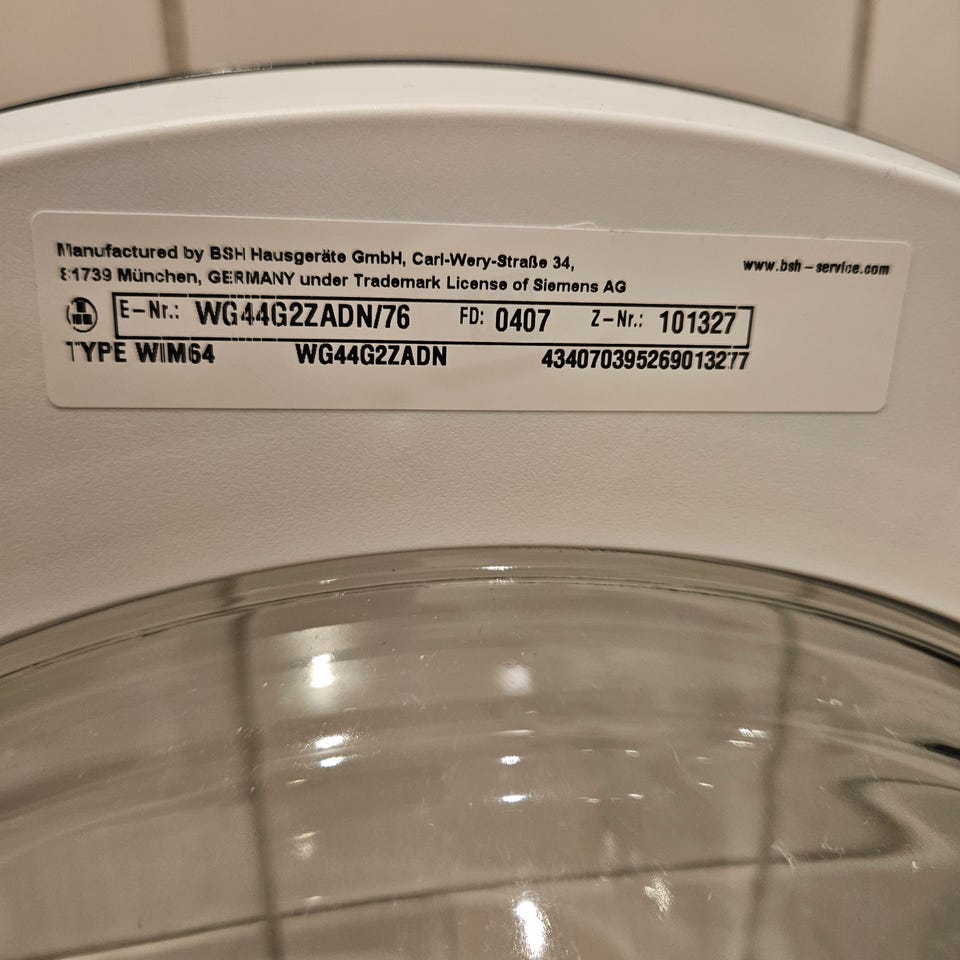 Manufactured by BSH Hausgeräte GmbH, Carl-Wery-Straße 34,
81739 München, GERMANY under Trademark License of Siemens AG
www.bsh-service.com
E-Nr.: WG44G2ZADN/76 FD: 0407 Z-Nr.: 101327
TYPE WIM64 WG44G2ZADN 434070395269013277